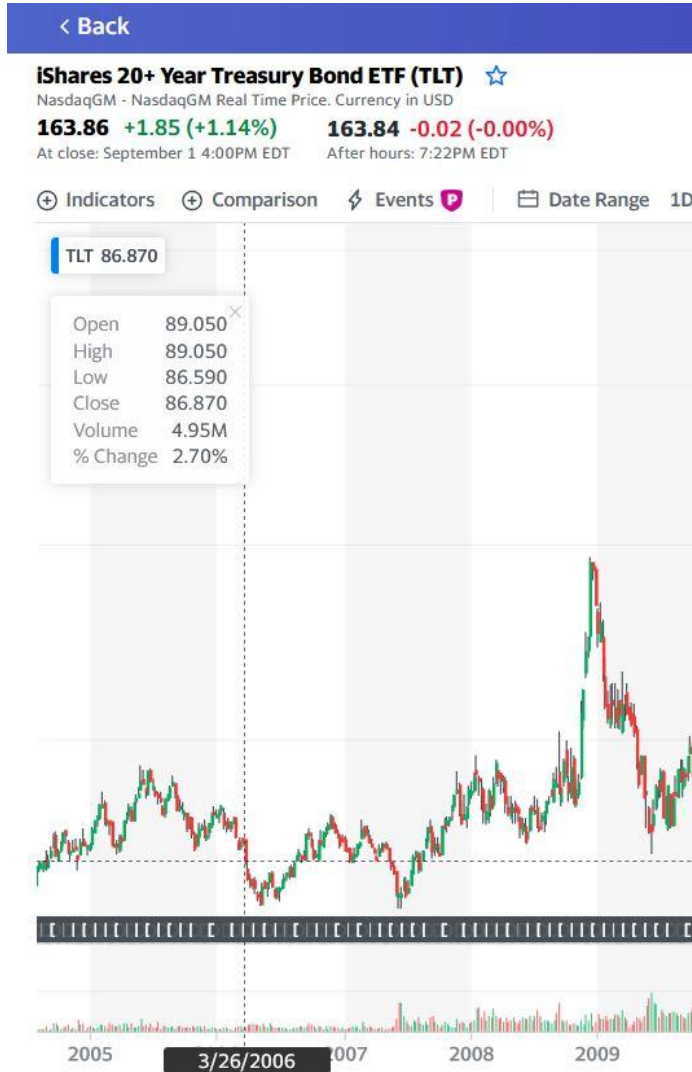 < Back
iShares 20+ Year Treasury Bond ETF (TLT)
NasdaqGM - NasdaqGM Real Time Price. Currency in USD
163.86 +1.85 (+1.14%) 163.84 -0.02 (-0.00%)
At close: September 1 4:00PM EDT After hours: 7:22PM EDT
Indicators Comparison Events P Date Range 1D
TLT 86.870
Open 89.050
High 89.050
Low 86.590
Close 86.870
Volume 4.95M
% Change 2.70%
2005 3/26/2006 2007 2008 2009